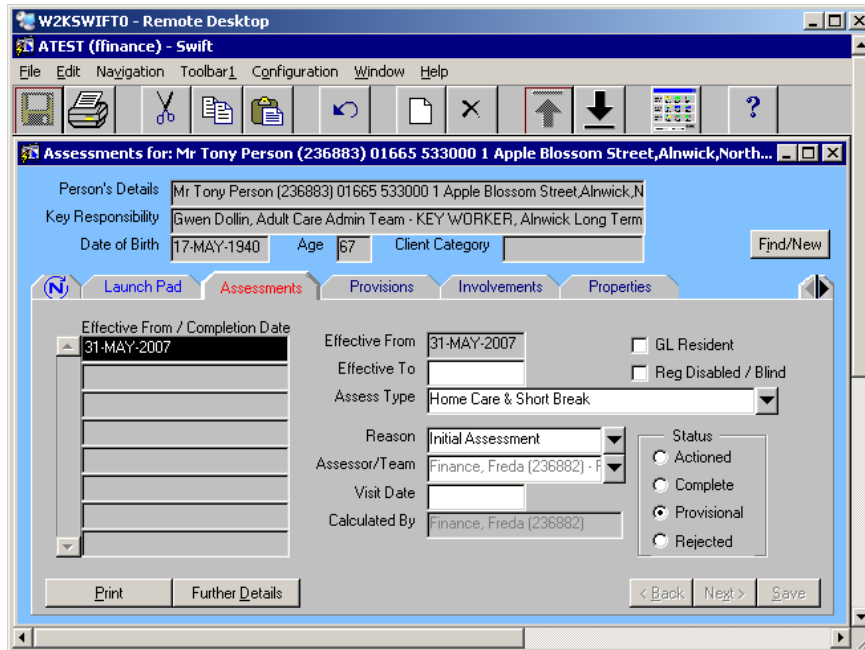 W2KSWIFT0 - Remote Desktop
ATEST (ffinance) - Swift
File Edit Navigation Toolbar1 Configuration Window Help
?
Assessments for: Mr Tony Person (236883) 01665 533000 1 Apple Blossom Street,Alnwick,North...
Person's Details Mr Tony Person (236883) 01665 533000 1 Apple Blossom Street,Alnwick,N
Key Responsibility Gwen Dollin, Adult Care Admin Team - KEY WORKER, Alnwick Long Term
Date of Birth 17-MAY-1940 Age 67 Client Category Find/New
N Launch Pad Assessments Provisions Involvements Properties
Effective From / Completion Date
31-MAY-2007
Effective From 31-MAY-2007 GL Resident
Effective To Reg Disabled / Blind
Assess Type Home Care & Short Break
Reason Initial Assessment
Assessor/Team Finance, Freda (236882) - F
Visit Date
Calculated By Finance, Freda (236882)
Status
Actioned
Complete
Provisional
Rejected
Print Further Details < Back Next > Save